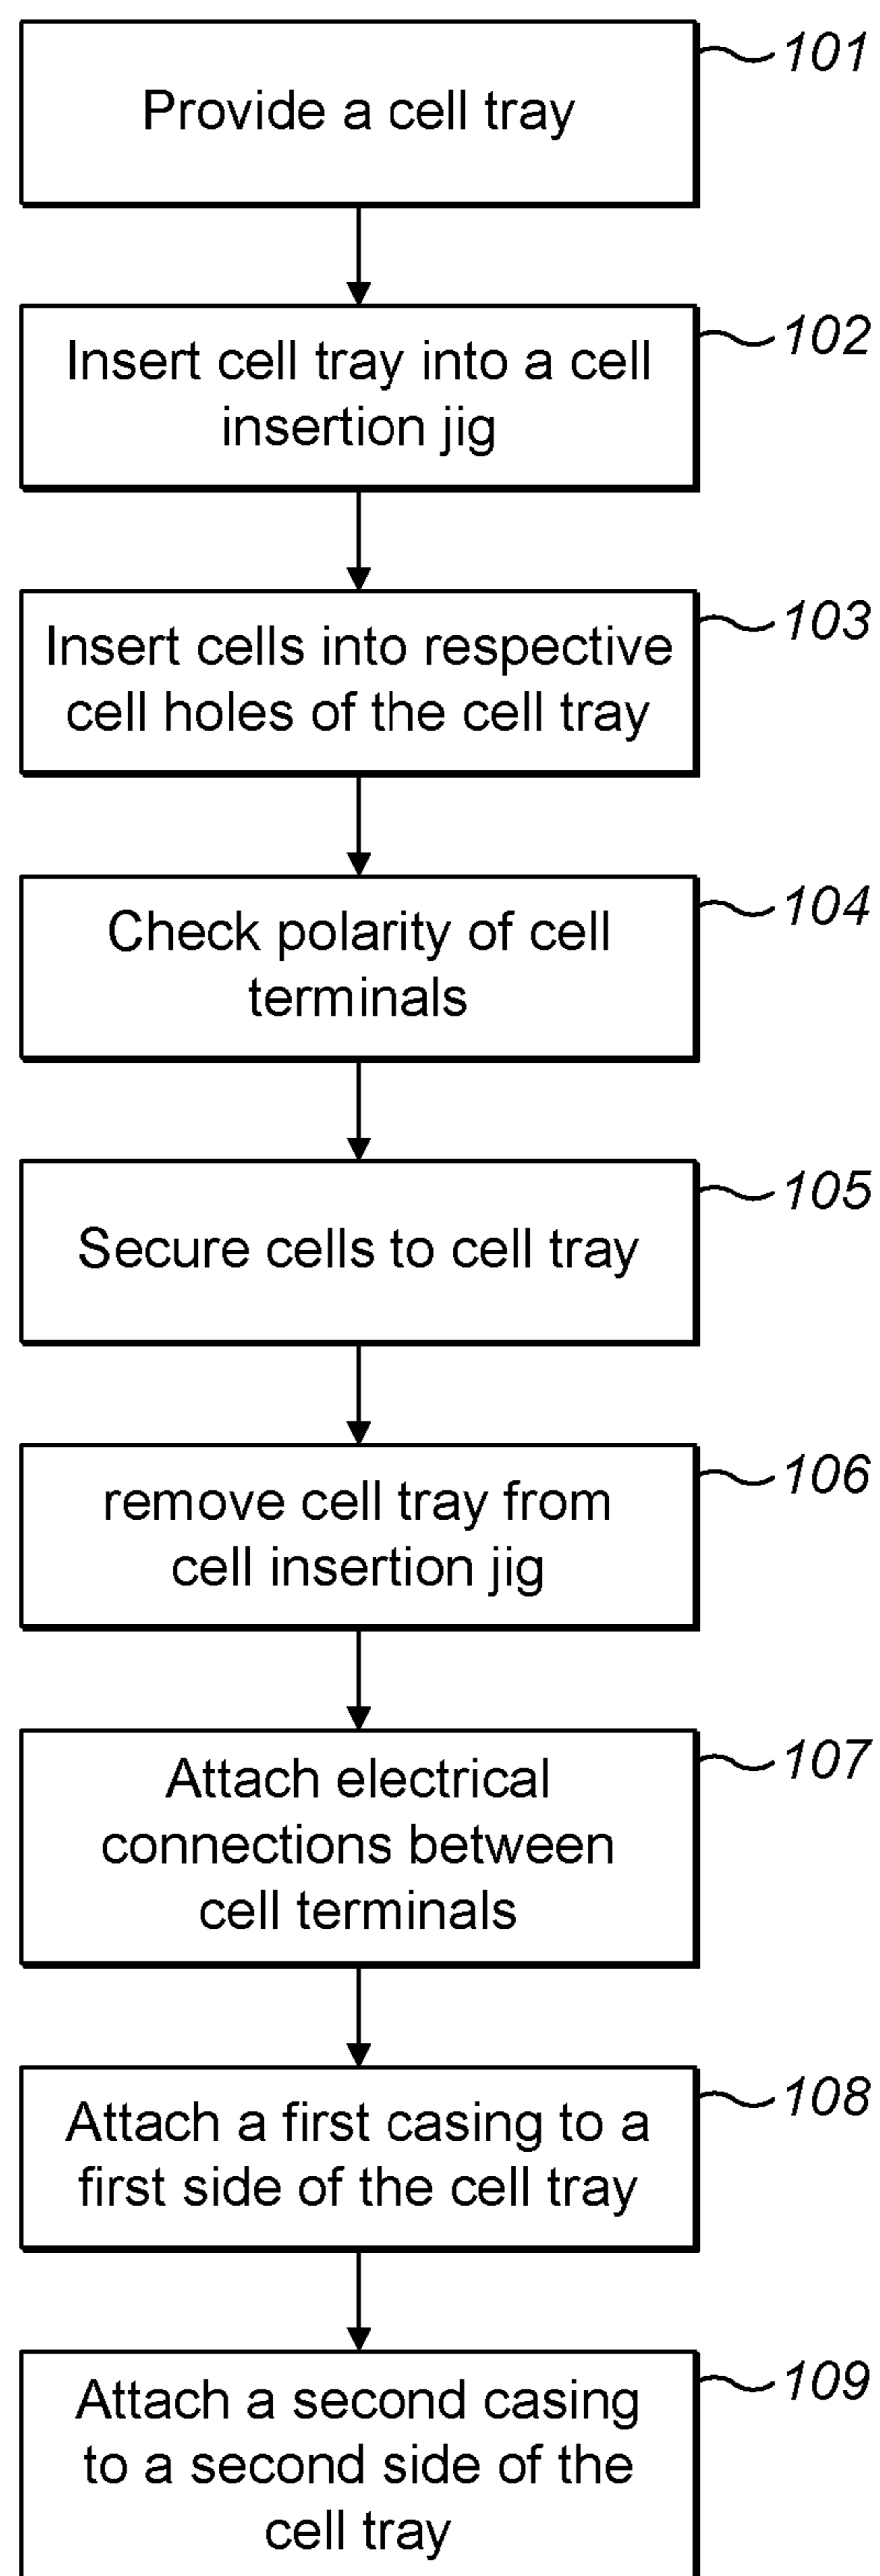 Provide a cell tray
101
Insert cell tray into a cell
insertion jig
102
Insert cells into respective
cell holes of the cell tray
103
Check polarity of cell
terminals
104
Secure cells to cell tray
105
remove cell tray from
cell insertion jig
106
Attach electrical
connections between
cell terminals
107
Attach a first casing to a
first side of the cell tray
108
Attach a second casing
to a second side of the
cell tray
109